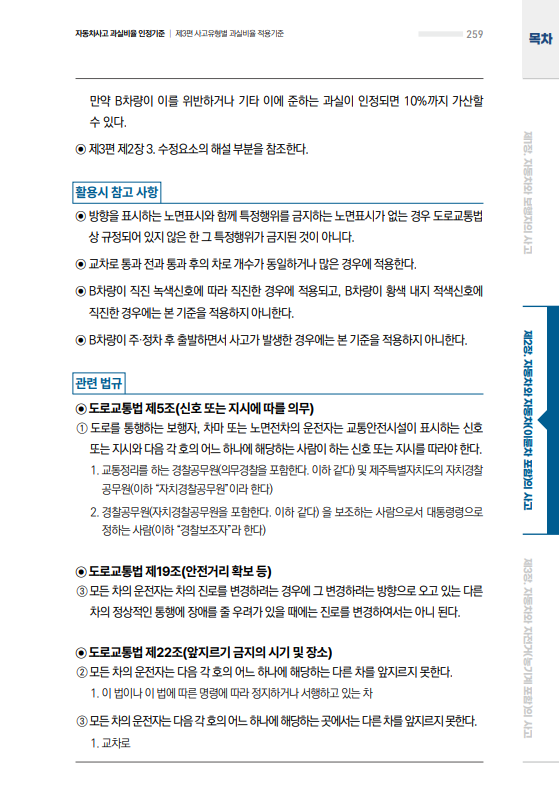 자동차사고 과실비율 인정기준 | 제3편 사고유형별 과실비율 적용기준
259
목차
만약 B차량이 이를 위반하거나 기타 이에 준하는 과실이 인정되면 10%까지 가산할
수 있다.
◉ 제3편 제2장 3. 수정요소의 해설 부분을 참조한다.
활용시 참고 사항
◉ 방향을 표시하는 노면표시와 함께 특정행위를 금지하는 노면표시가 없는 경우 도로교통법
상 규정되어 있지 않은 한 그 특정행위가 금지된 것이 아니다.
◉ 교차로 통과 전과 통과 후의 차로 개수가 동일하거나 많은 경우에 적용한다.
◉ B차량이 직진 녹색신호에 따라 직진한 경우에 적용되고, B차량이 황색 내지 적색신호에
직진한 경우에는 본 기준을 적용하지 아니한다.
◉ B차량이 주·정차 후 출발하면서 사고가 발생한 경우에는 본 기준을 적용하지 아니한다.
관련 법규
◉ 도로교통법 제5조(신호 또는 지시에 따를 의무)
① 도로를 통행하는 보행자, 차마 또는 노면전차의 운전자는 교통안전시설이 표시하는 신호
또는 지시와 다음 각 호의 어느 하나에 해당하는 사람이 하는 신호 또는 지시를 따라야 한다.
1. 교통정리를 하는 경찰공무원(의무경찰을 포함한다. 이하 같다) 및 제주특별자치도의 자치경찰
공무원(이하 “자치경찰공무원”이라 한다)
2. 경찰공무원(자치경찰공무원을 포함한다. 이하 같다) 을 보조하는 사람으로서 대통령령으로
정하는 사람(이하 “경찰보조자”라 한다)
◉ 도로교통법 제19조(안전거리 확보 등)
③ 모든 차의 운전자는 차의 진로를 변경하려는 경우에 그 변경하려는 방향으로 오고 있는 다른
차의 정상적인 통행에 장애를 줄 우려가 있을 때에는 진로를 변경하여서는 아니 된다.
◉ 도로교통법 제22조(앞지르기 금지의 시기 및 장소)
② 모든 차의 운전자는 다음 각 호의 어느 하나에 해당하는 다른 차를 앞지르지 못한다.
1. 이 법이나 이 법에 따른 명령에 따라 정지하거나 서행하고 있는 차
③ 모든 차의 운전자는 다음 각 호의 어느 하나에 해당하는 곳에서는 다른 차를 앞지르지 못한다.
1. 교차로
제1장. 자동차와 보행자의 사고
제2장. 자동차와 자동차(이륜차 포함)의 사고
제3장. 자동차와 자전거(농기계 포함)의 사고